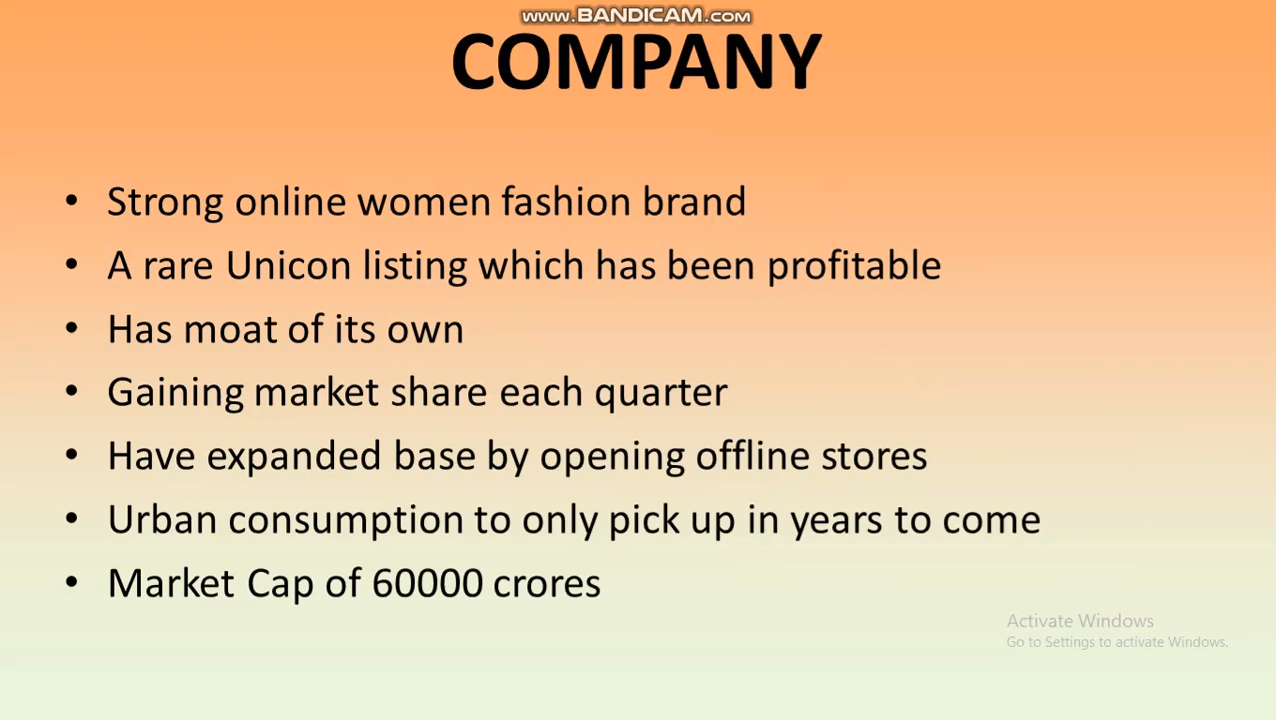 www.BANDICAM.com
COMPANY
• Strong online women fashion brand
• A rare Unicon listing which has been profitable
• Has moat of its own
• Gaining market share each quarter
• Have expanded base by opening offline stores
• Urban consumption to only pick up in years to come
• Market Cap of 60000 crores
Activate Windows
Go to Settings to activate Windows.